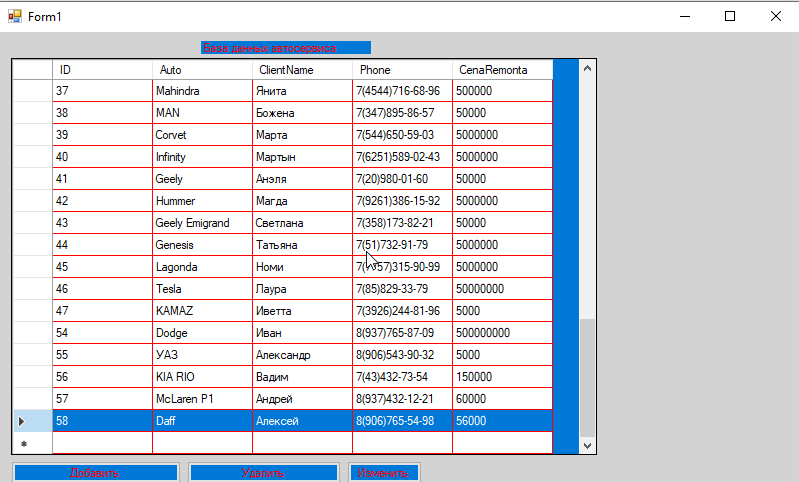 Form1
База данных автосервиса
ID Auto ClientName Phone CenaRemonta
37 Mahindra Янита 7(4544)716-68-96 500000
38 MAN Божена 7(347)895-86-57 50000
39 Corvet Марта 7(544)650-59-03 5000000
40 Infinity Мартын 7(6251)589-02-43 5000000
41 Geely Анэля 7(20)980-01-60 50000
42 Hummer Магда 7(9261)386-15-92 5000000
43 Geely Emigrand Светлана 7(358)173-82-21 50000
44 Genesis Татьяна 7(51)732-91-79 5000000
45 Lagonda Номи 5000000
46 Tesla Лаура 7(85)829-33-79 50000000
47 KAMAZ Иветта 7(3926)244-81-96 5000
54 Dodge Иван 8(937)765-87-09 500000000
55 УАЗ Александр 8(906)543-90-32 5000
56 KIA RIO Вадим 7(43)432-73-54 150000
57 McLaren P1 Андрей 8(937)432-12-21 60000
58 Daff Алексей 8(906)765-54-98 56000
Добавить Удалить Изменить